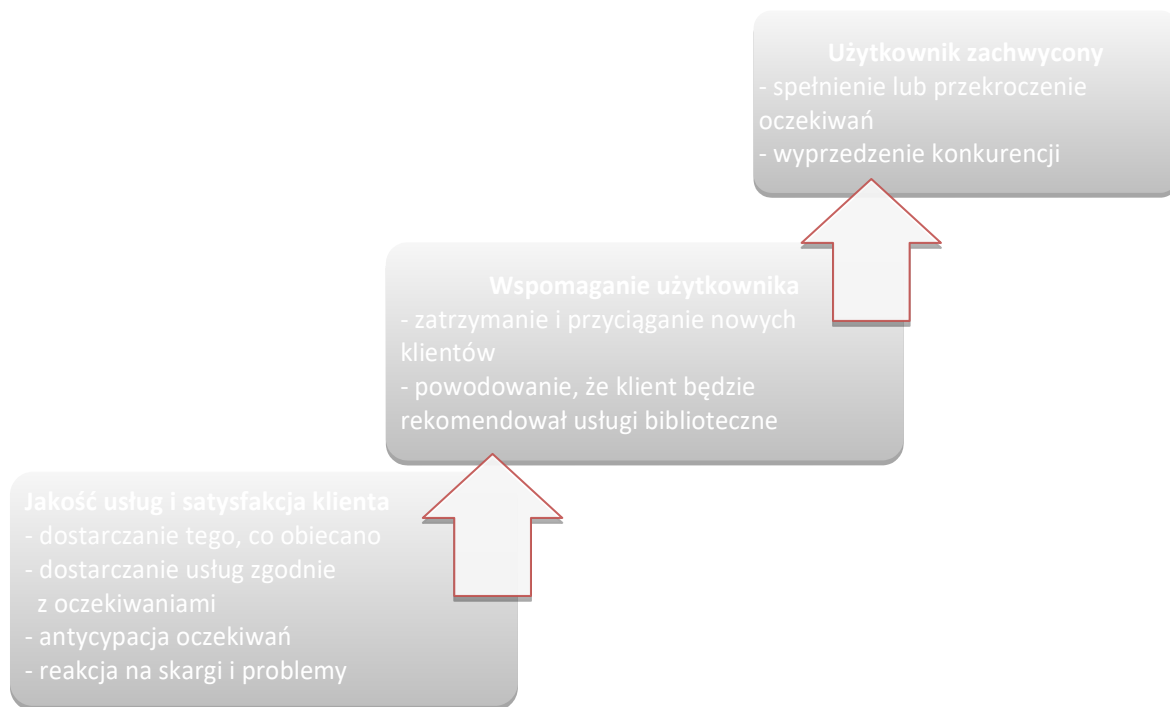 Użytkownik zachwycony
- spełnienie lub przekroczenie
oczekiwań
- wyprzedzenie konkurencji
Wspomaganie użytkownika
- zatrzymanie i przyciąganie nowych
klientów
- powodowanie, że klient będzie
rekomendował usługi biblioteczne
Jakość usług i satysfakcja klienta
- dostarczanie tego, co obiecano
- dostarczanie usług zgodnie
z oczekiwaniami
- antycypacja oczekiwań
- reakcja na skargi i problemy